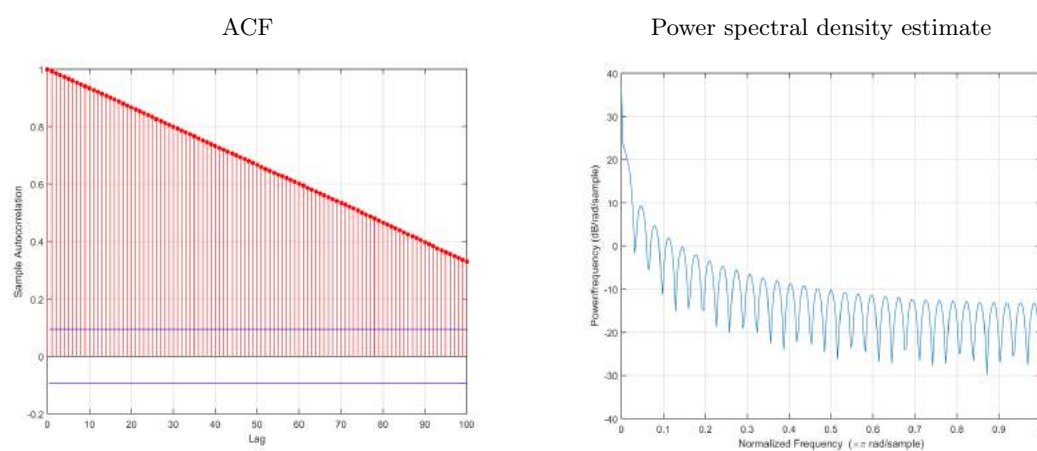 ACF
Power spectral density estimate
1
0.8
0.6
0.4
0.2
0
-0.2
Sample Autocorrelation
0 10 20 30 40 50 60 70 80 90 100
Lag
40
30
20
10
0
-10
-20
-30
-40
Power/frequency (dB/rad/sample)
0 0.1 0.2 0.3 0.4 0.5 0.6 0.7 0.8 0.9
Normalized Frequency (×π rad/sample)